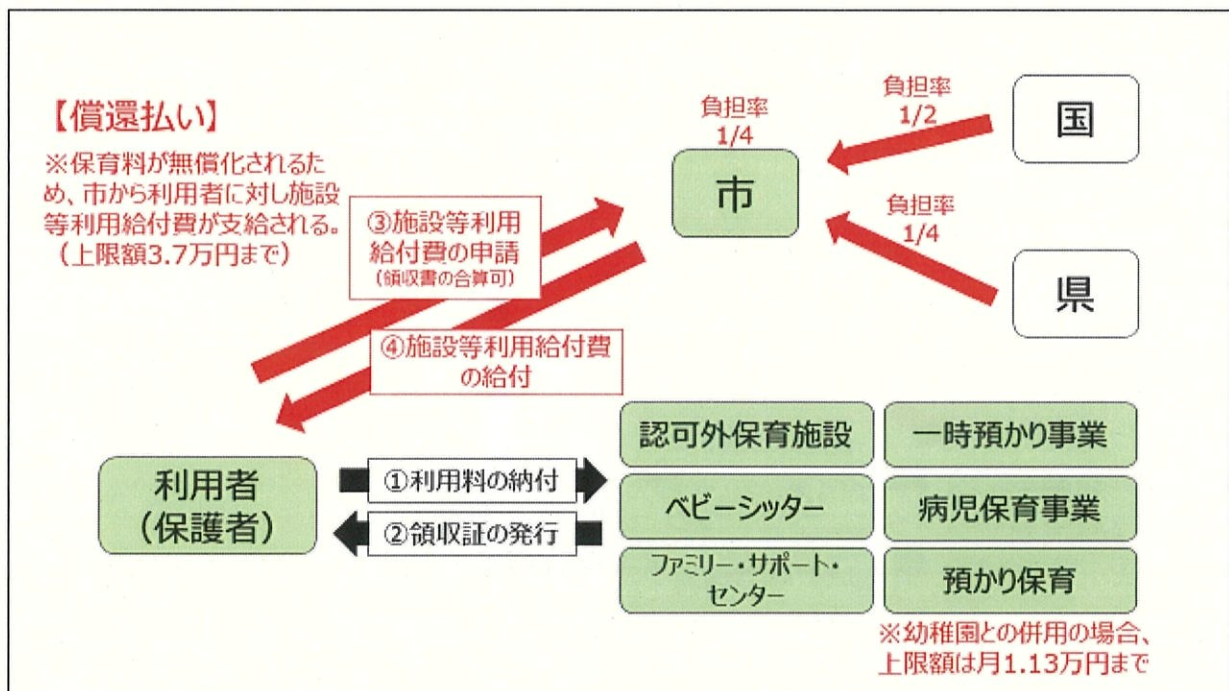 【償還払い】
※保育料が無償化されるた
め、市から利用者に対し施設
等利用給付費が支給される。
（上限額3.7万円まで）
負担率
1/4
市
負担率
1/2
国
負担率
1/4
県
③施設等利用
給付費の申請
（領収書の合算可）
④施設等利用給付費
の給付
利用者
（保護者）
①利用料の納付
②領収証の発行
認可外保育施設
一時預かり事業
ベビーシッター
病児保育事業
ファミリー・サポート・
センター
預かり保育
※幼稚園との併用の場合、
上限額は月1.13万円まで